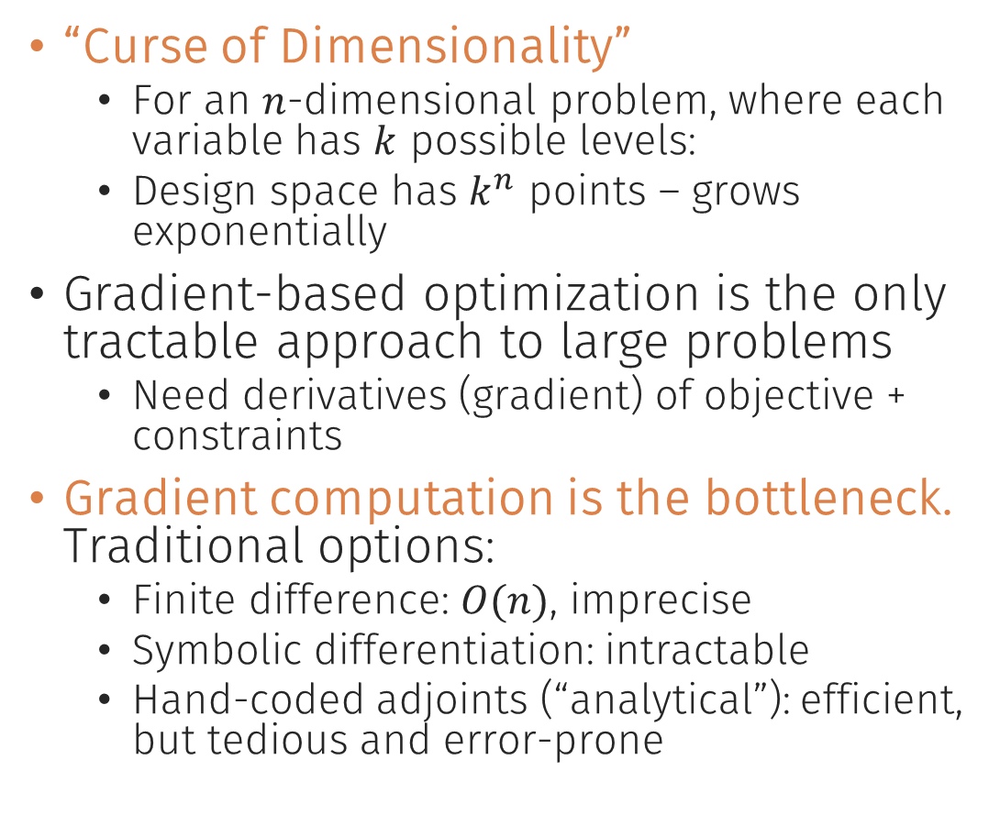 • “Curse of Dimensionality”
• For an n-dimensional problem, where each
variable has k possible levels:
• Design space has kⁿ points – grows
exponentially
• Gradient-based optimization is the only
tractable approach to large problems
• Need derivatives (gradient) of objective +
constraints
• Gradient computation is the bottleneck.
Traditional options:
• Finite difference: O(n), imprecise
• Symbolic differentiation: intractable
• Hand-coded adjoints (“analytical”): efficient,
but tedious and error-prone